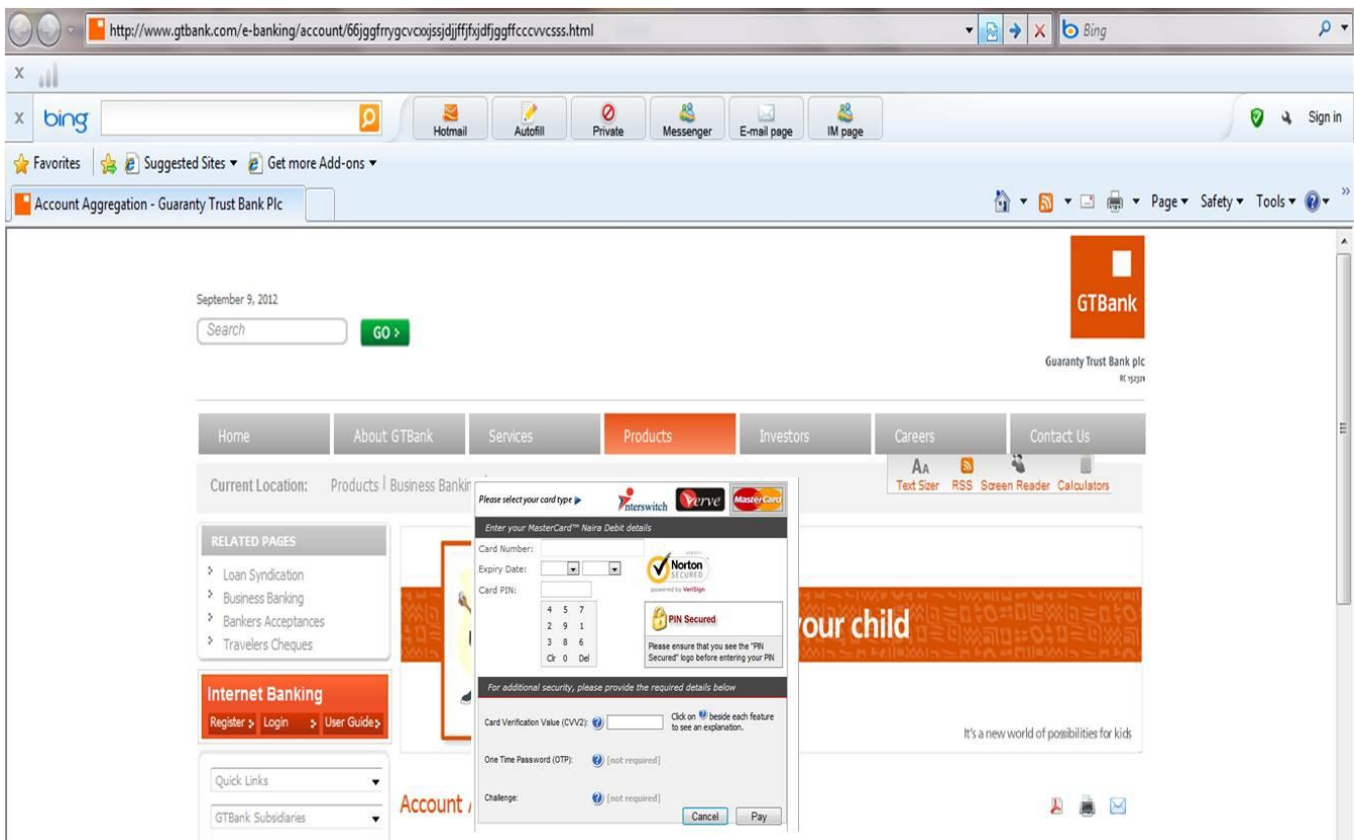 http://www.gtbank.com/e-banking/account/66jggfrrygcvcxxjssjdjjffjfxjdfjggffcccvvcsss.html
Bing
x
x bing
Hotmail Autofill Private Messenger E-mail page IM page
Sign in
Favorites Suggested Sites Get more Add-ons
Account Aggregation - Guaranty Trust Bank Plc
Page Safety Tools
September 9, 2012
Search GO >
GTBank
Guaranty Trust Bank plc
RC 152321
Home About GTBank Services Products Investors Careers Contact Us
AA
Text Sizer RSS Screen Reader Calculators
Current Location: Products | Business Bankin
RELATED PAGES
Loan Syndication
Business Banking
Bankers Acceptances
Travelers Cheques
Internet Banking
Register > Login > User Guide>
Quick Links
GTBank Subsidiaries
Please select your card type
interswitch Verve MasterCard
Enter your MasterCard™ Naira Debit details
Card Number:
Expiry Date:
Card PIN:
Norton
SECURED
powered by VeriSign
4 5 7
2 9 1
3 8 6
Clr 0 Del
PIN Secured
Please ensure that you see the "PIN
Secured" logo before entering your PIN
For additional security, please provide the required details below
Card Verification Value (CVV2): ?
Click on ? beside each feature
to see an explanation.
One Time Password (OTP): ? [not required]
Challenge: ? [not required]
Cancel Pay
your child
It's a new world of possibilities for kids
Account A